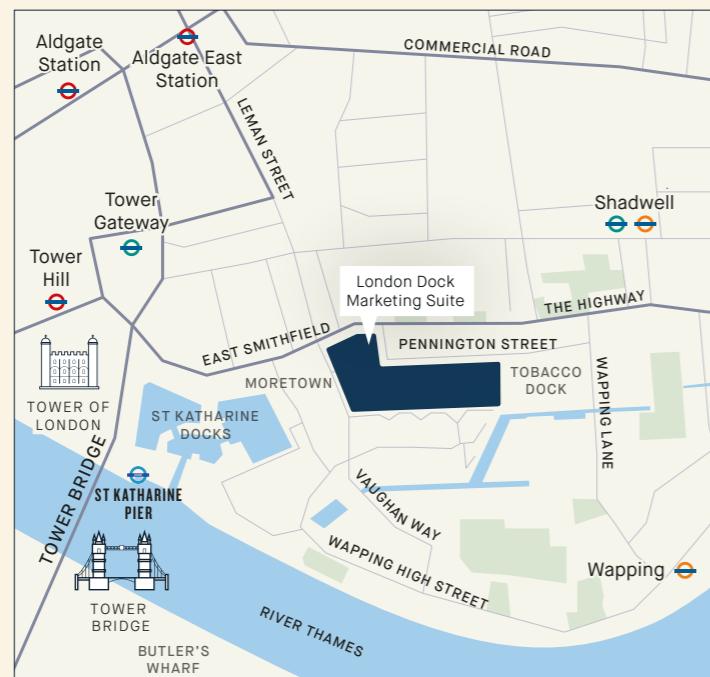 Aldgate
Station
Aldgate East
Station
COMMERCIAL ROAD
LEMAN STREET
Tower
Gateway
Shadwell
Tower
Hill
London Dock
Marketing Suite
THE HIGHWAY
EAST SMITHFIELD
PENNINGTON STREET
MORETOWN
TOBACCO
DOCK
WAPPING LANE
TOWER OF
LONDON
ST KATHARINE
DOCKS
TOWER BRIDGE
ST KATHARINE
PIER
VAUGHAN WAY
WAPPING HIGH STREET
Wapping
TOWER
BRIDGE
RIVER THAMES
BUTLER'S
WHARF